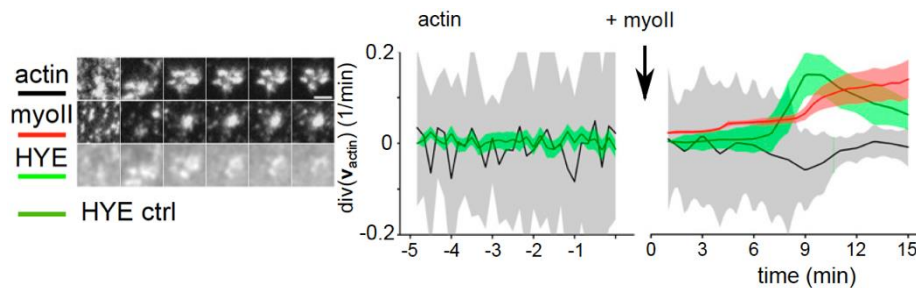 actin
myoII
HYE
HYE ctrl
actin
+ myoII
div(v_actin) (1/min)
0.2
0
-0.2
-5
-4
-3
-2
-1
0
3
6
9
12
15
time (min)